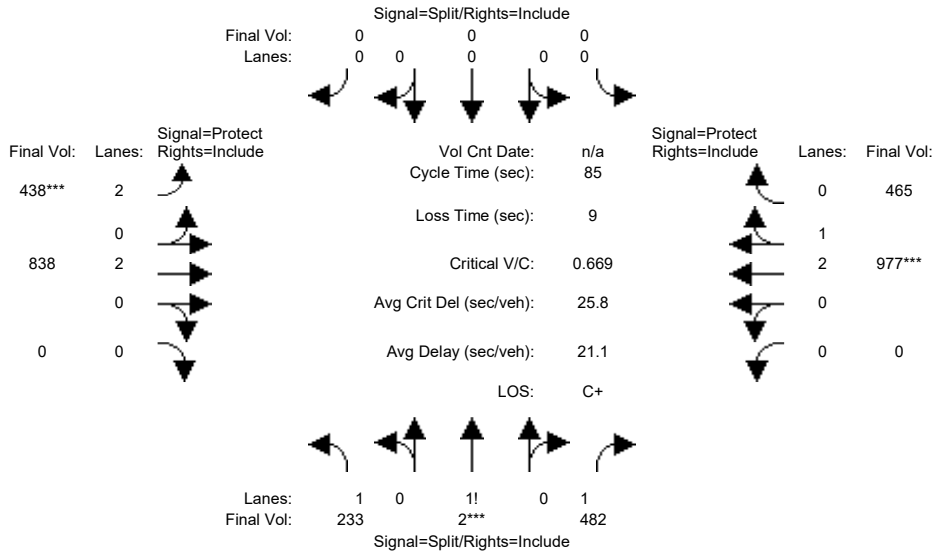 Signal=Split/Rights=Include
Final Vol: 0 0 0
Lanes: 0 0 0 0 0
Signal=Protect
Final Vol: Lanes: Rights=Include
Vol Cnt Date: n/a
Signal=Protect
Rights=Include Lanes: Final Vol:
Cycle Time (sec): 85
438*** 2
0 465
Loss Time (sec): 9
0
1
838 2
Critical V/C: 0.669
2 977***
0
Avg Crit Del (sec/veh): 25.8
0
0 0
Avg Delay (sec/veh): 21.1
0 0
LOS: C+
Lanes: 1 0 1! 0 1
Final Vol: 233 2*** 482
Signal=Split/Rights=Include